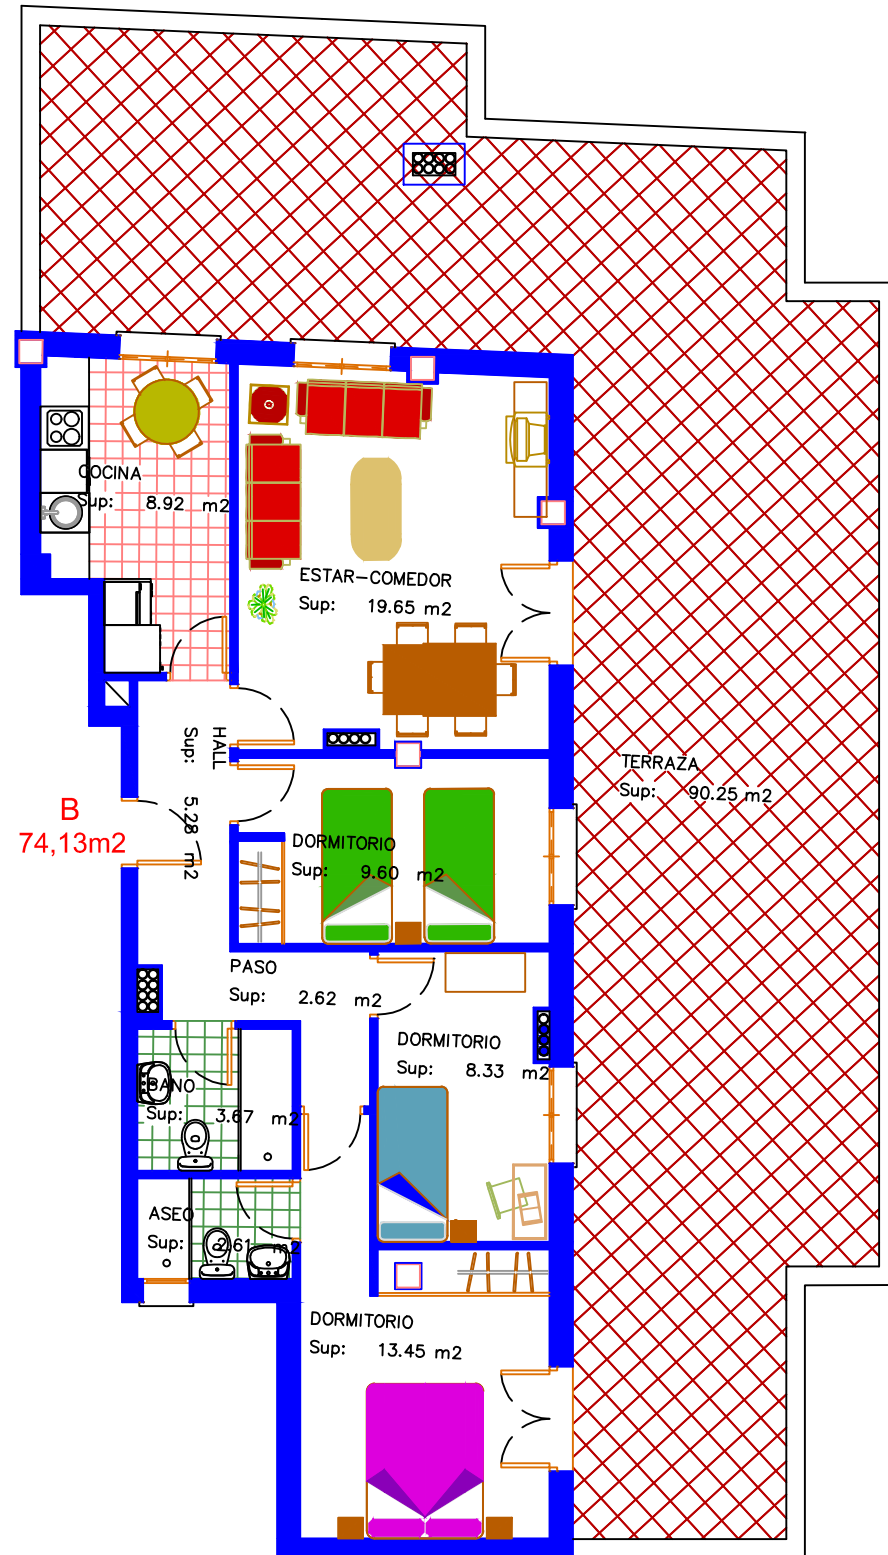 COCINA
Sup: 8.92 m2
ESTAR-COMEDOR
Sup: 19.65 m2
HALL
Sup: 5.28 m2
TERRAZA
Sup: 90.25 m2
B
74,13m2
DORMITORIO
Sup: 9.60 m2
PASO
Sup: 2.62 m2
DORMITORIO
Sup: 8.33 m2
BANO
Sup: 3.67 m2
ASEO
Sup: 2.61 m2
DORMITORIO
Sup: 13.45 m2